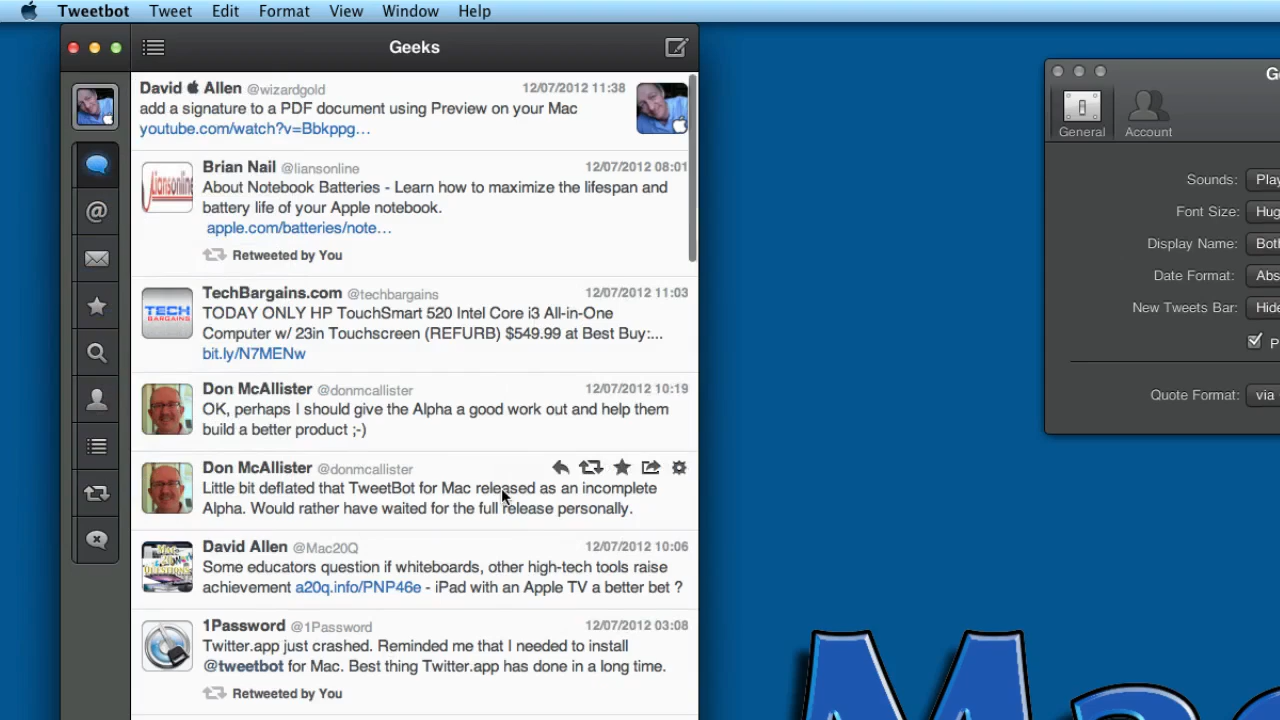 Tweetbot Tweet Edit Format View Window Help
Geeks
David Allen @wizardgold 12/07/2012 11:38
add a signature to a PDF document using Preview on your Mac
youtube.com/watch?v=Bbkppg…
Brian Nail @liansonline 12/07/2012 08:01
About Notebook Batteries - Learn how to maximize the lifespan and
battery life of your Apple notebook.
apple.com/batteries/note…
Retweeted by You
liansonline
TechBargains.com @techbargains 12/07/2012 11:03
TODAY ONLY HP TouchSmart 520 Intel Core i3 All-in-One
Computer w/ 23in Touchscreen (REFURB) $549.99 at Best Buy:...
bit.ly/N7MENw
TECH
BARGAINS
Don McAllister @donmcallister 12/07/2012 10:19
OK, perhaps I should give the Alpha a good work out and help them
build a better product ;-)
Don McAllister @donmcallister
Little bit deflated that TweetBot for Mac released as an incomplete
Alpha. Would rather have waited for the full release personally.
David Allen @Mac20Q 12/07/2012 10:06
Some educators question if whiteboards, other high-tech tools raise
achievement a20q.info/PNP46e - iPad with an Apple TV a better bet ?
1Password @1Password 12/07/2012 03:08
Twitter.app just crashed. Reminded me that I needed to install
@tweetbot for Mac. Best thing Twitter.app has done in a long time.
Retweeted by You
General Account
Sounds: Play
Font Size: Hug
Display Name: Both
Date Format: Abs
New Tweets Bar: Hide
P
Quote Format: via
Mac